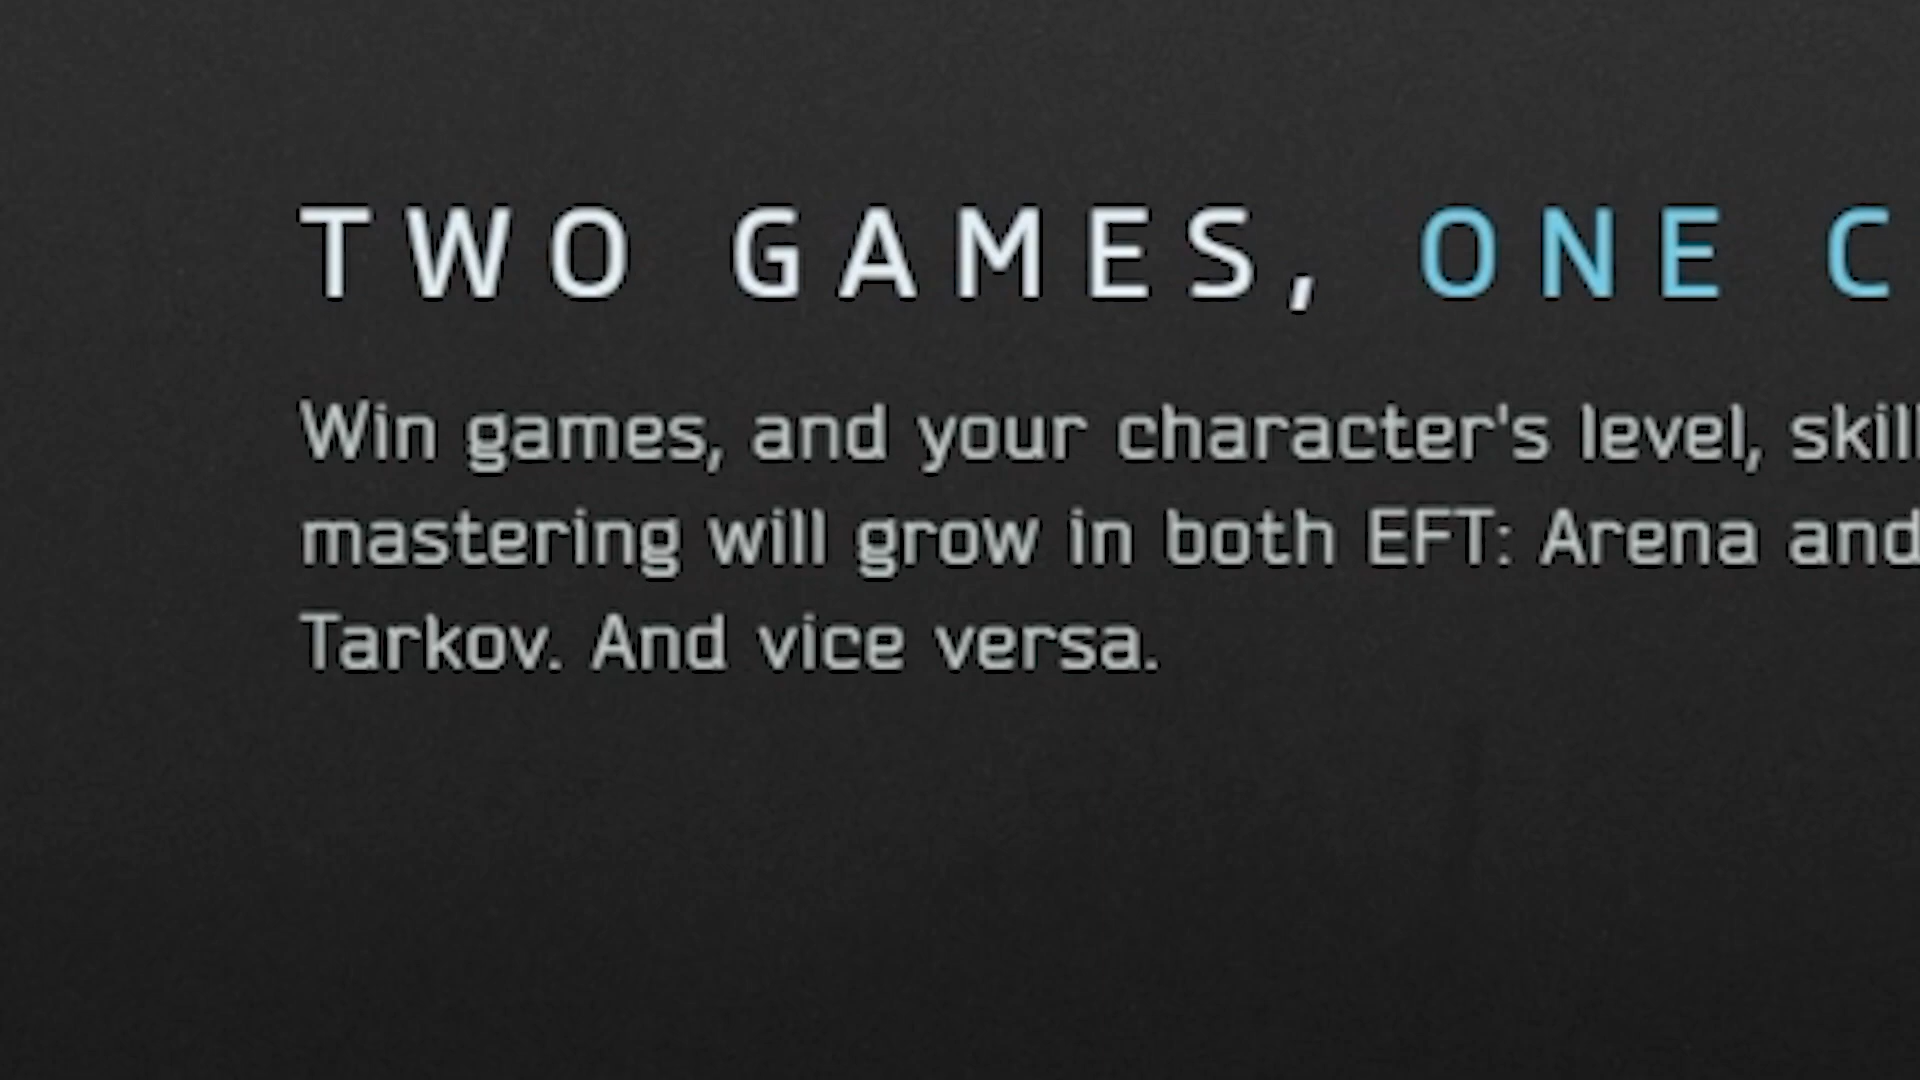 TWO GAMES, ONE C
Win games, and your character's level, skill
mastering will grow in both EFT: Arena and
Tarkov. And vice versa.